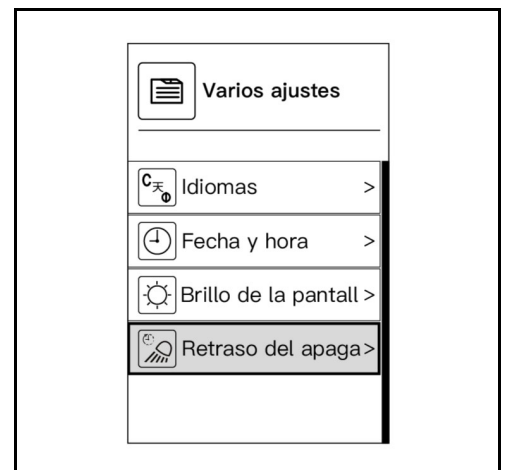 Varios ajustes
Idiomas >
Fecha y hora >
Brillo de la pantall >
Retraso del apaga>